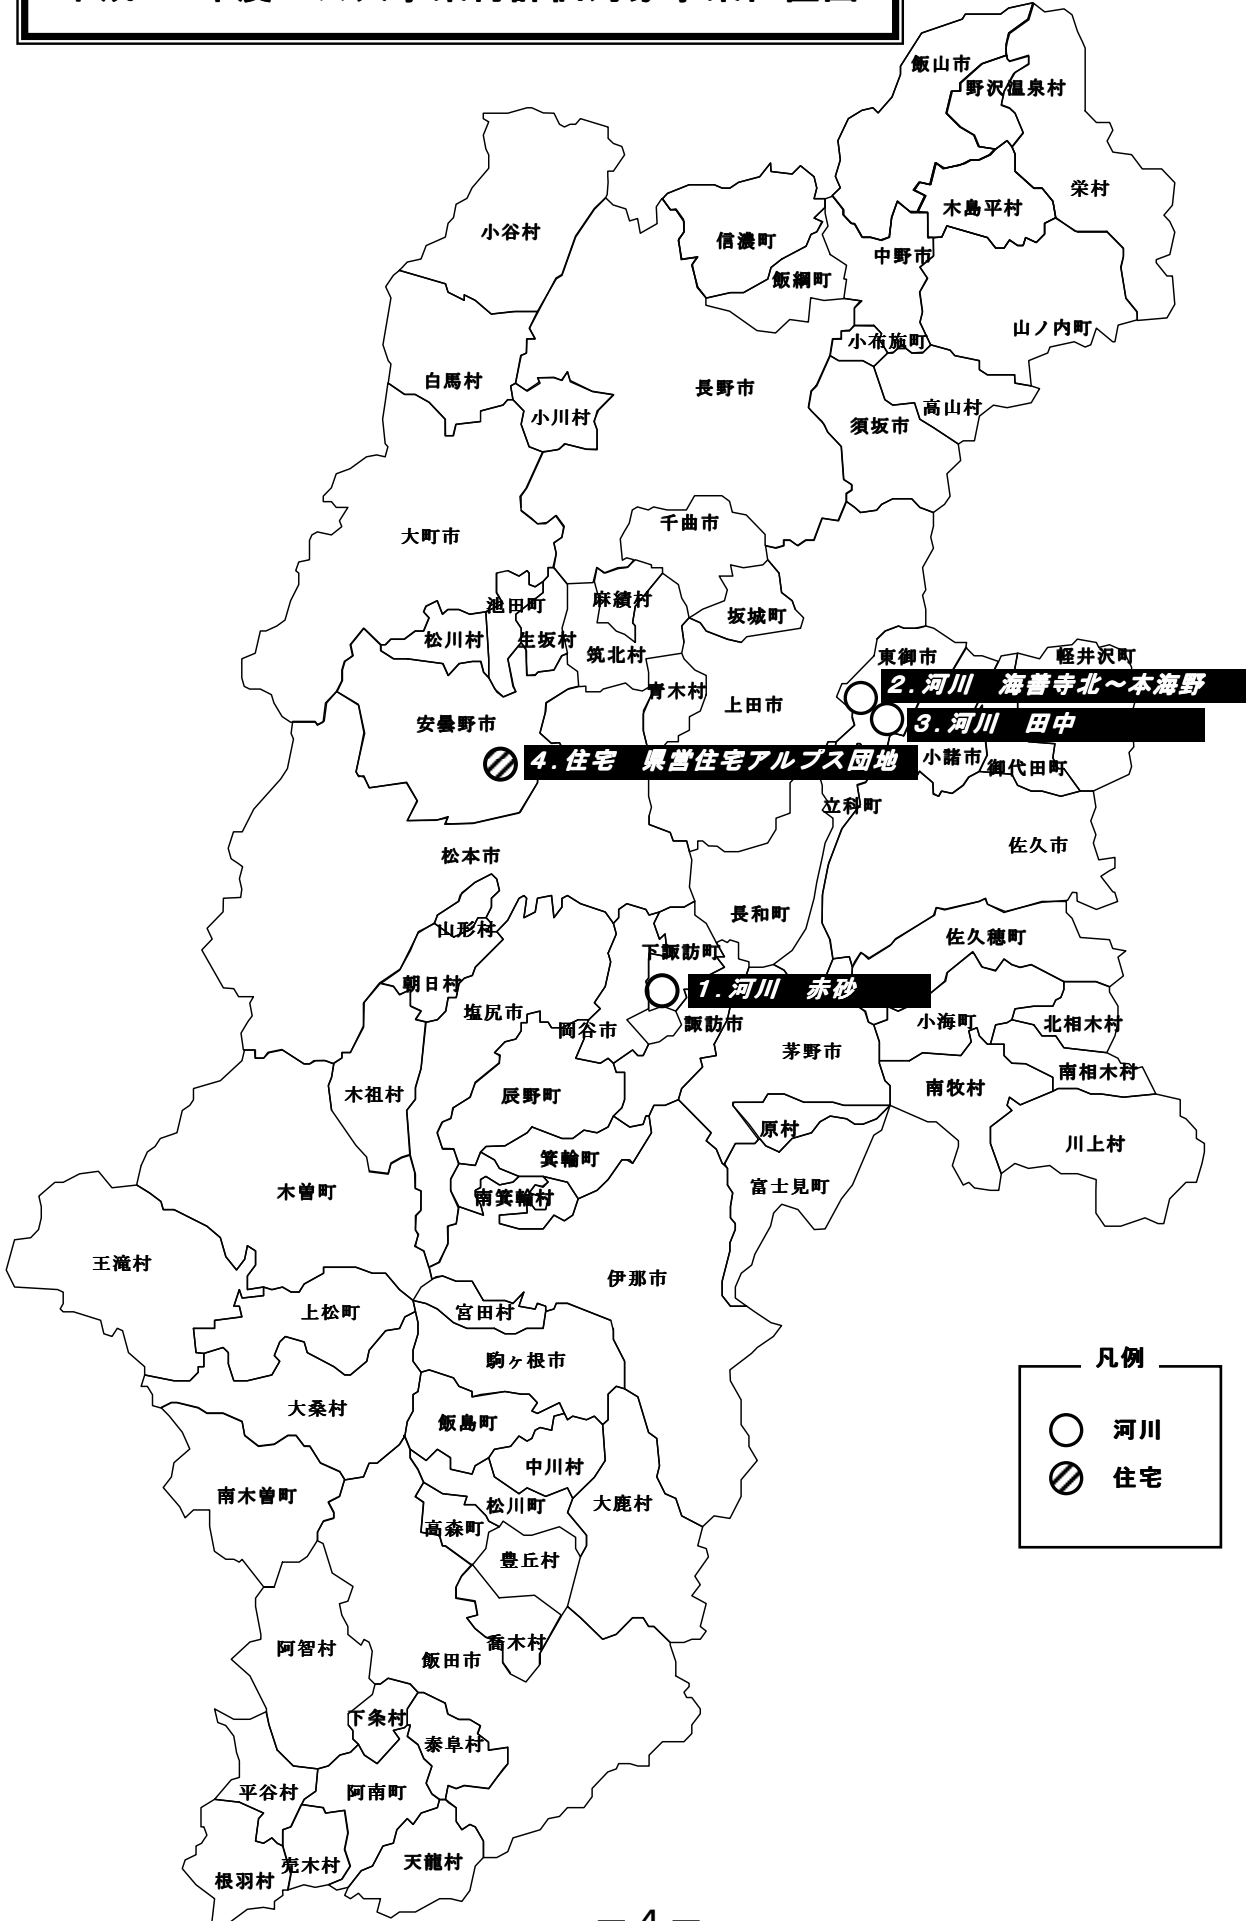 飯山市
野沢温泉村
栄村
木島平村
小谷村
信濃町
中野市
飯綱町
山ノ内町
小布施町
白馬村
長野市
高山村
小川村
須坂市
千曲市
大町市
池田町
麻績村
坂城町
松川村
生坂村
筑北村
東御市
軽井沢町
青木村
上田市
2.河川 海善寺北~本海野
安曇野市
3.河川 田中
4.住宅 県営住宅アルプス団地
小諸市
御代田町
立科町
松本市
佐久市
長和町
山形村
佐久穂町
下諏訪町
朝日村
1.河川 赤砂
塩尻市
岡谷市
諏訪市
小海町
北相木村
茅野市
南相木村
木祖村
辰野町
南牧村
原村
川上村
箕輪町
木曽町
南箕輪村
富士見町
王滝村
伊那市
上松町
宮田村
駒ヶ根市
凡例
大桑村
飯島町
河川
中川村
住宅
南木曽町
松川町
大鹿村
高森町
豊丘村
阿智村
喬木村
飯田市
下条村
泰阜村
平谷村
阿南町
売木村
天龍村
根羽村
— 4 —